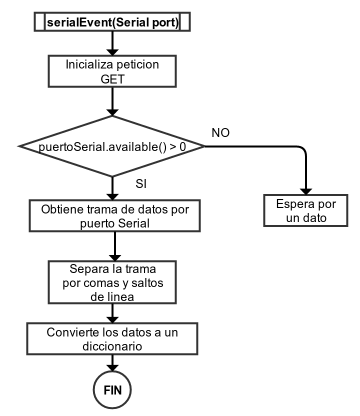 serialEvent(Serial port)
Inicializa peticion
GET
puertoSerial.available() > 0
NO
SI
Obtiene trama de datos por
puerto Serial
Espera por
un dato
Separa la trama
por comas y saltos
de linea
Convierte los datos a un
diccionario
FIN